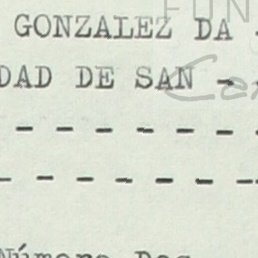 GONZALEZ DA
DAD DE SAN -
- - - - - -
- - - - - - -
Número Dos